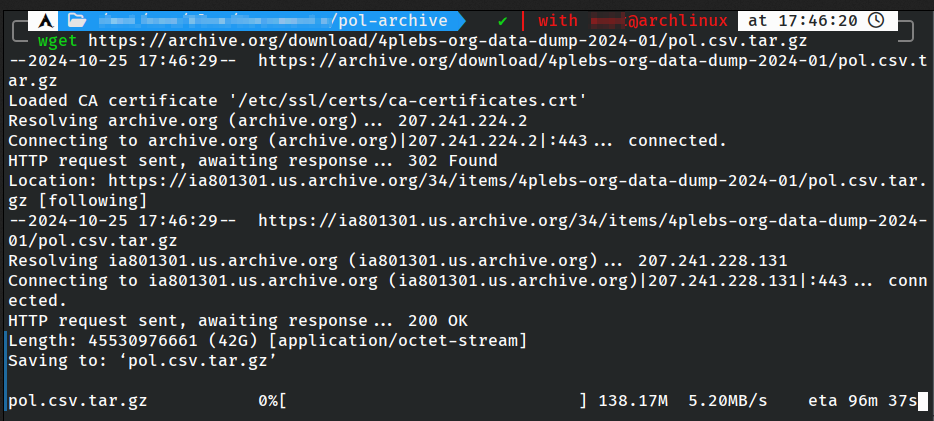 /pol-archive ✔ with @archlinux at 17:46:20
wget https://archive.org/download/4plebs-org-data-dump-2024-01/pol.csv.tar.gz
--2024-10-25 17:46:29--  https://archive.org/download/4plebs-org-data-dump-2024-01/pol.csv.t
ar.gz
Loaded CA certificate '/etc/ssl/certs/ca-certificates.crt'
Resolving archive.org (archive.org)... 207.241.224.2
Connecting to archive.org (archive.org)|207.241.224.2|:443... connected.
HTTP request sent, awaiting response... 302 Found
Location: https://ia801301.us.archive.org/34/items/4plebs-org-data-dump-2024-01/pol.csv.tar.
gz [following]
--2024-10-25 17:46:29--  https://ia801301.us.archive.org/34/items/4plebs-org-data-dump-2024-
01/pol.csv.tar.gz
Resolving ia801301.us.archive.org (ia801301.us.archive.org)... 207.241.228.131
Connecting to ia801301.us.archive.org (ia801301.us.archive.org)|207.241.228.131|:443... conn
ected.
HTTP request sent, awaiting response... 200 OK
Length: 45530976661 (42G) [application/octet-stream]
Saving to: ‘pol.csv.tar.gz’
pol.csv.tar.gz 0%[ ] 138.17M 5.20MB/s eta 96m 37s